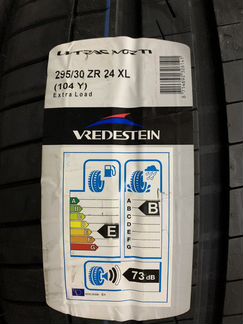 295/30 ZR 24 XL
(104 Y)
Extra Load
VREDESTEIN
A
B
C
D
E
F
G
E
A
B
C
D
E
F
G
B
73 dB